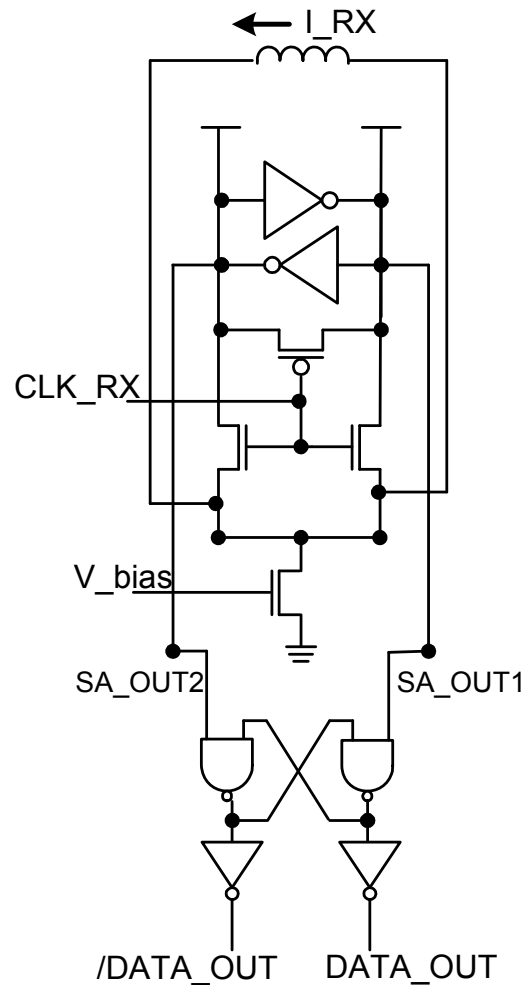 I_RX
CLK_RX
V_bias
SA_OUT2
SA_OUT1
/DATA_OUT
DATA_OUT